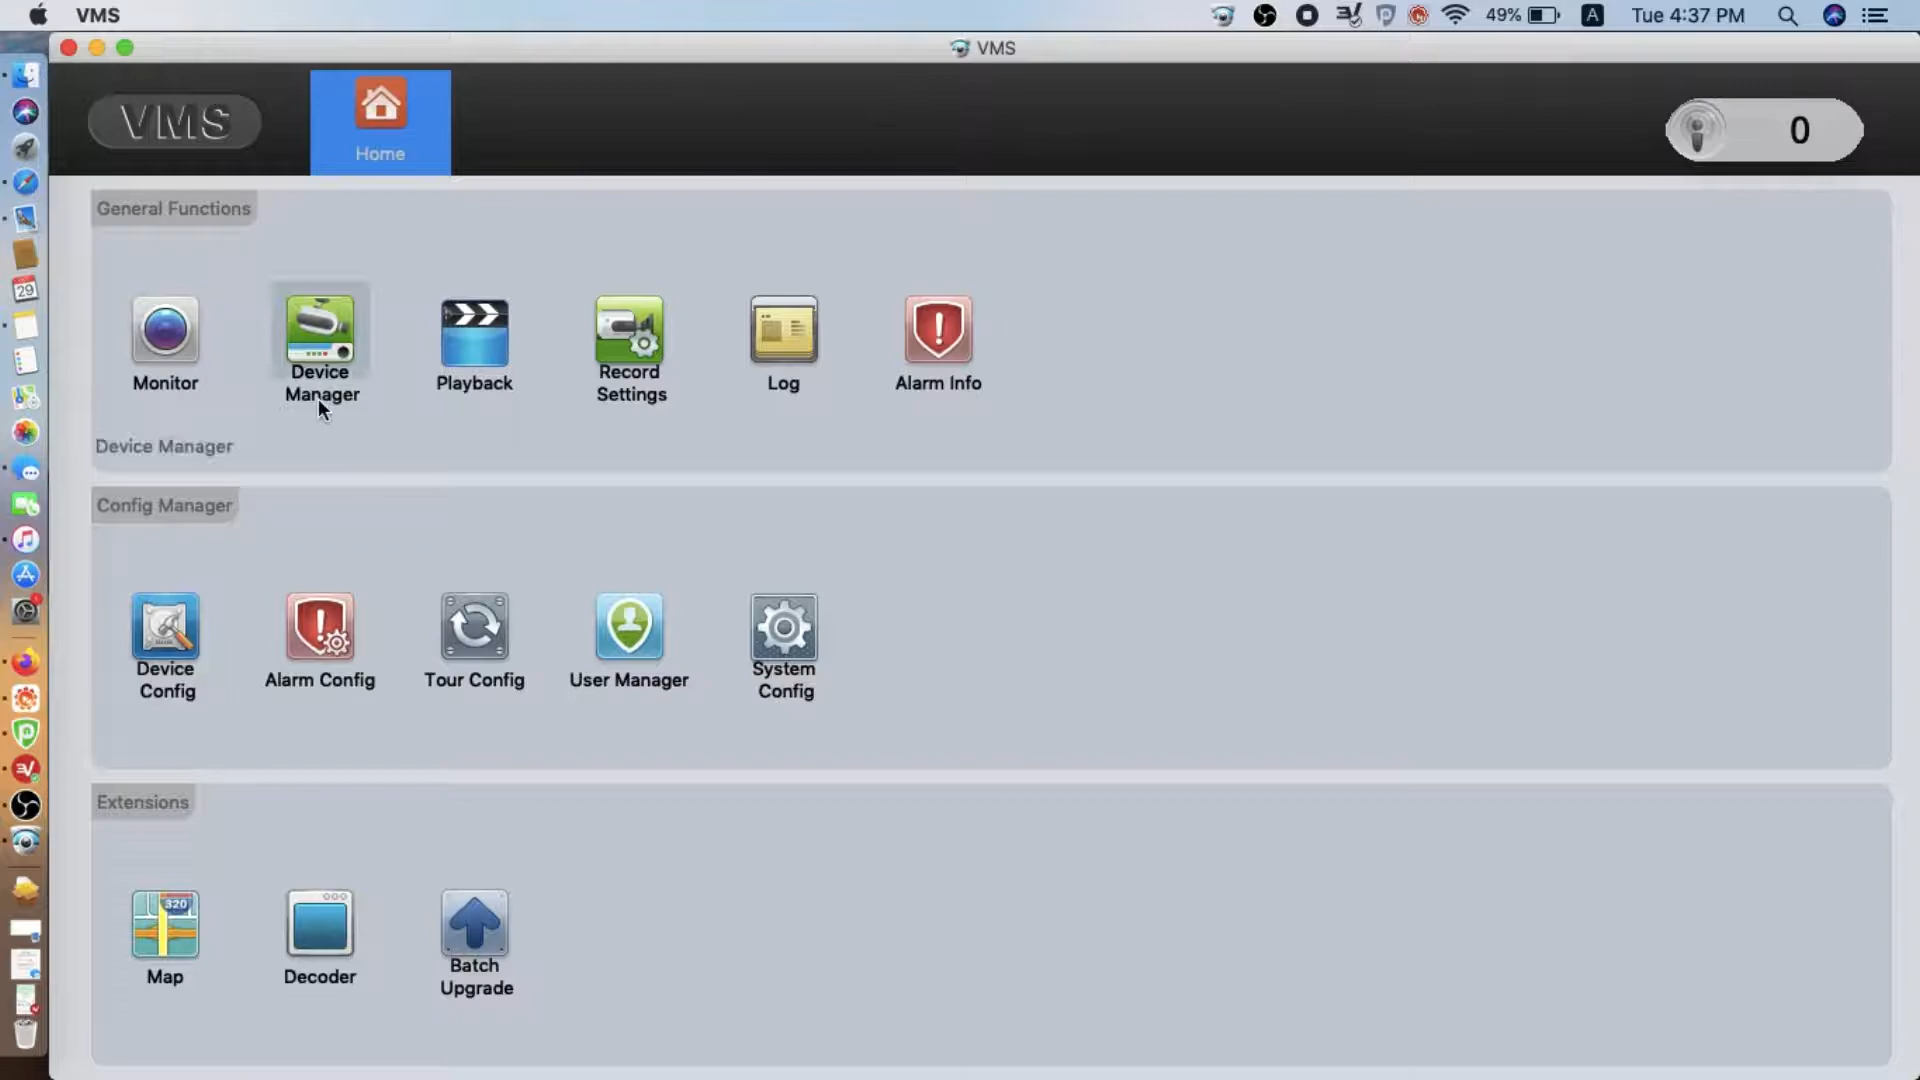 VMS
49%
A
Tue 4:37 PM
VMS
VMS
Home
0
General Functions
Monitor
Device
Manager
Playback
Record
Settings
Log
Alarm Info
Device Manager
Config Manager
Device
Config
Alarm Config
Tour Config
User Manager
System
Config
Extensions
320
Map
Decoder
Batch
Upgrade
29